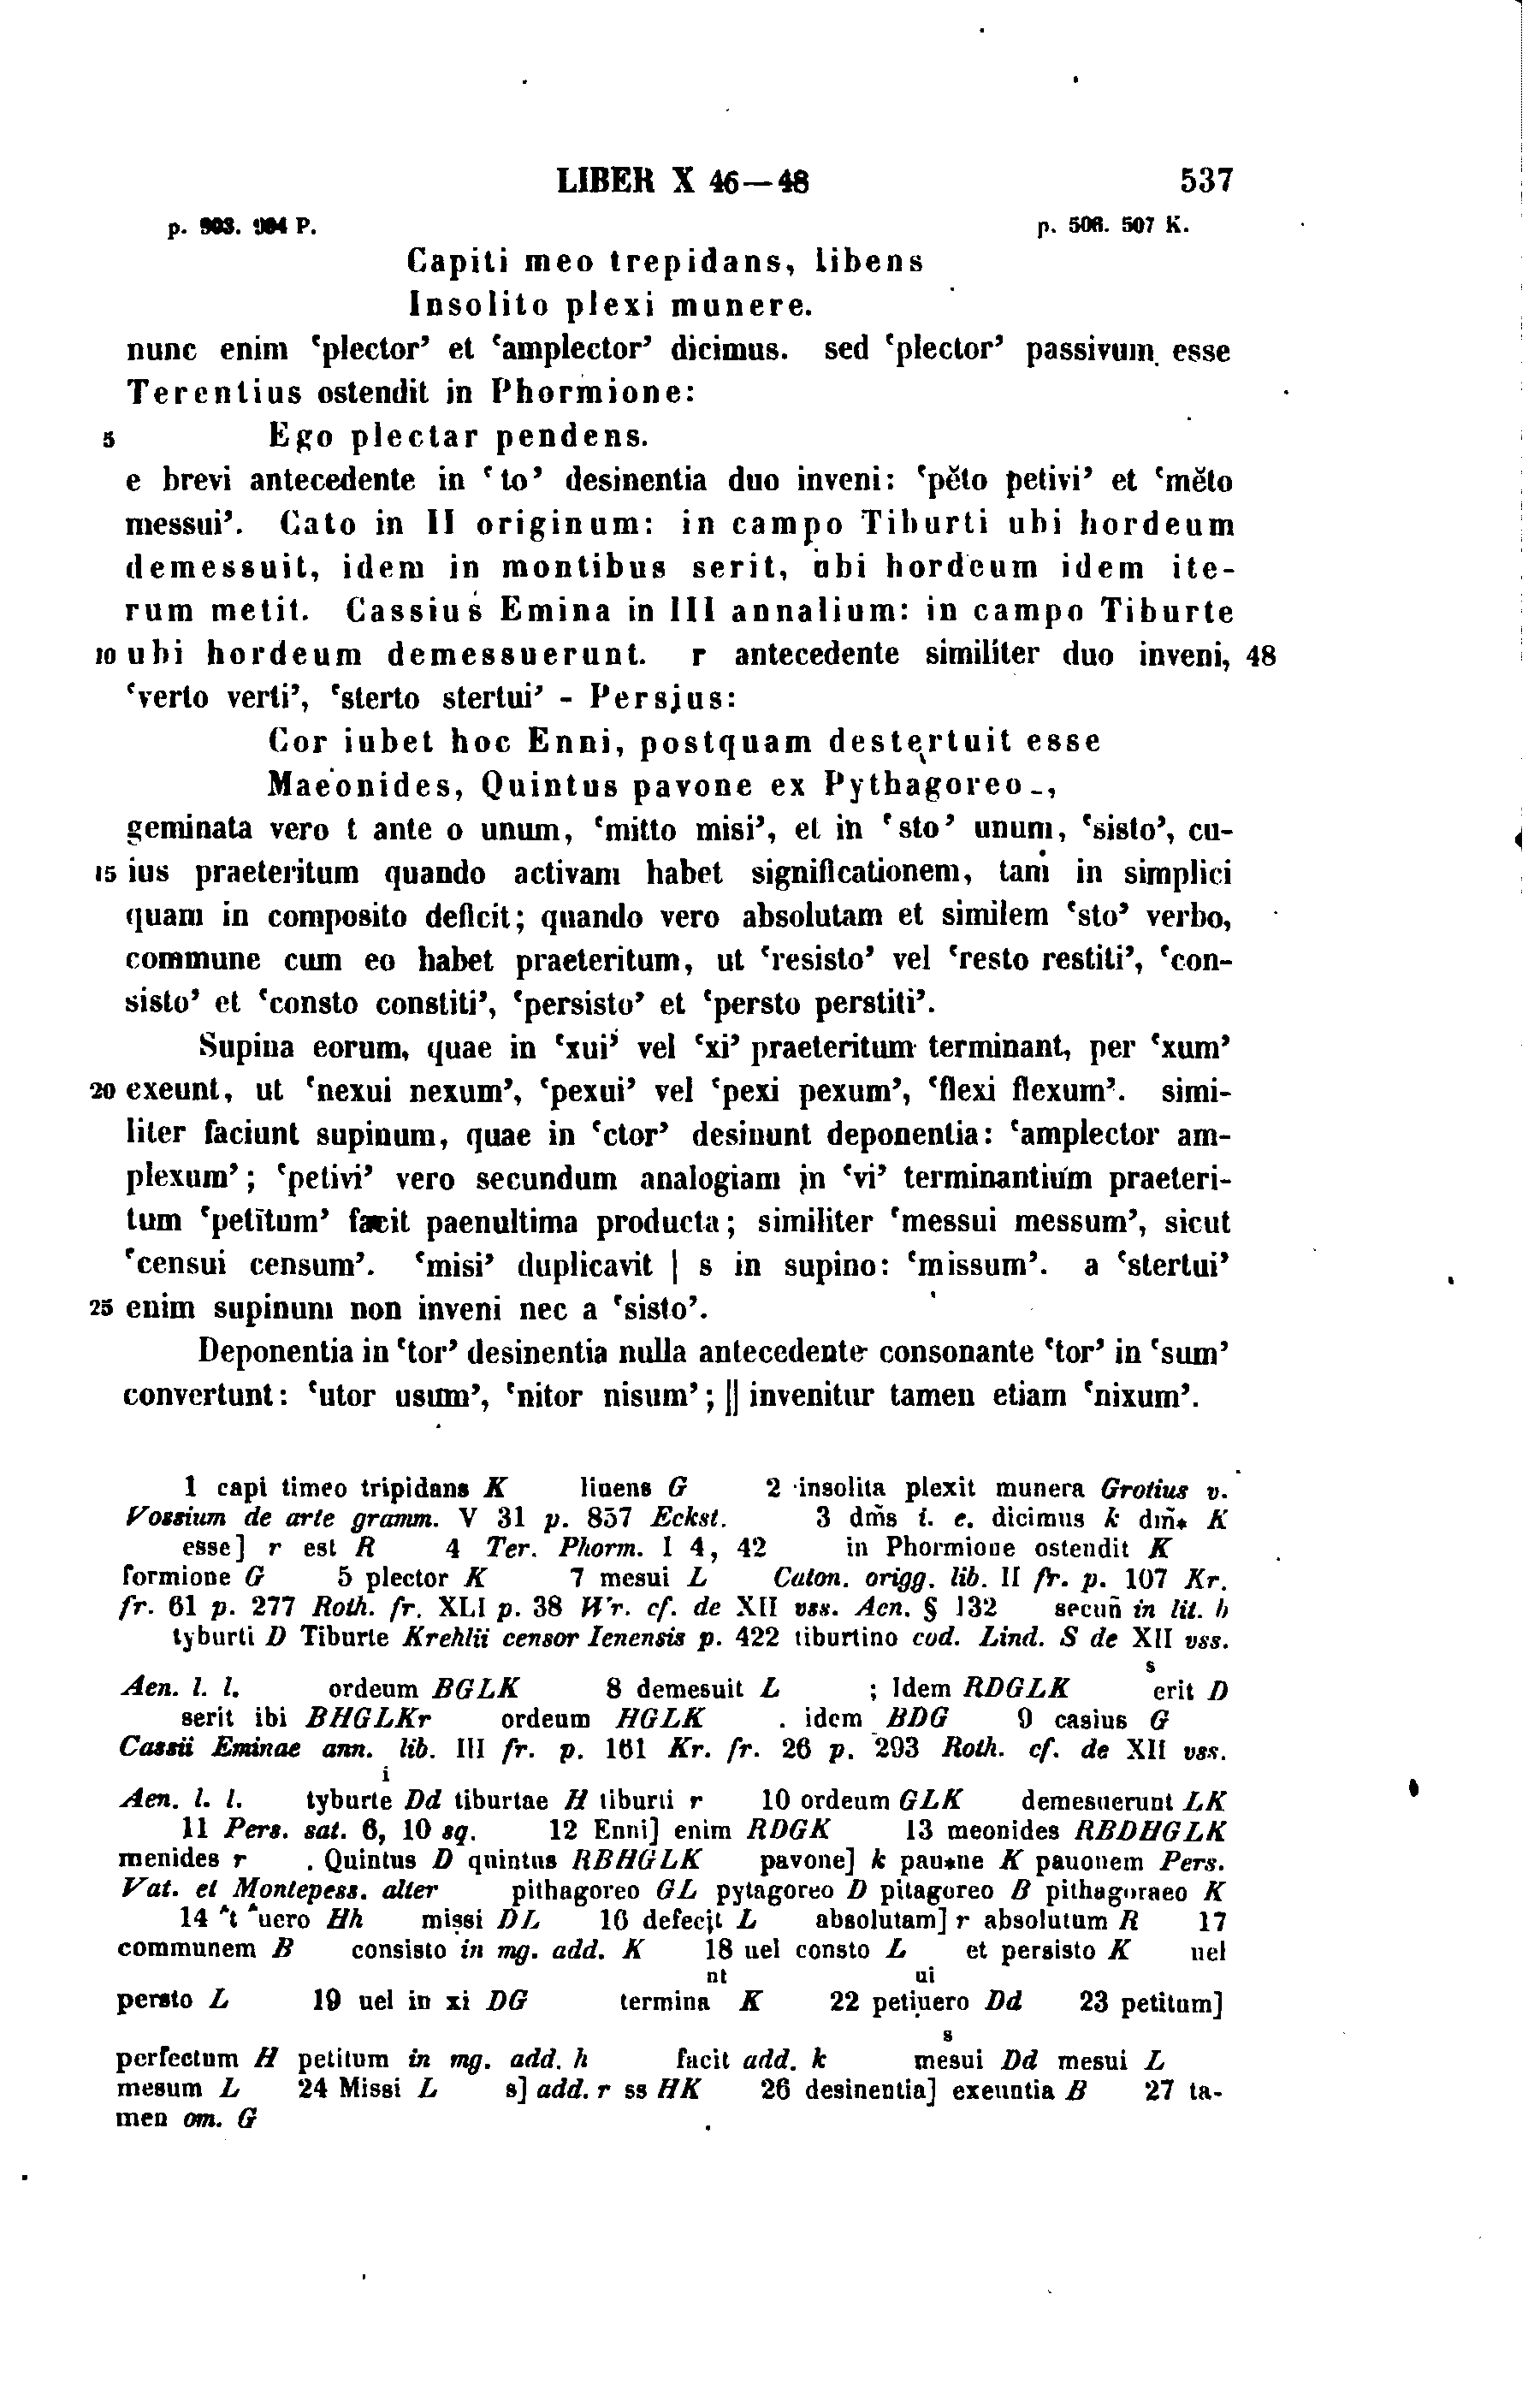 LIBER X 46—48 537
p. 903. 904 P. p. 506. 507 K.
Capiti meo trepidans, libens
Insolito plexi munere.
nunc enim ‘plector’ et ‘amplector’ dicimus. sed ‘plector’ passivum esse
Terentius ostendit in Phormione:
5 Ego plectar pendens.
e brevi antecedente in ‘to’ desinentia duo inveni: ‘pĕto petivi’ et ‘mĕto
messui’. Cato in II originum: in campo Tiburti ubi hordeum
demessuit, idem in montibus serit, ubi hordeum idem ite-
rum metit. Cassius Emina in III annalium: in campo Tiburte
10 ubi hordeum demessuerunt. r antecedente similiter duo inveni, 48
‘verto verti’, ‘sterto stertui’ - Persius:
Cor iubet hoc Enni, postquam destertuit esse
Maeonides, Quintus pavone ex Pythagoreo -,
geminata vero t ante o unum, ‘mitto misi’, et in ‘sto’ unum, ‘sisto’, cu-
15 ius praeteritum quando activam habet significationem, tam in simplici
quam in composito deficit; quando vero absolutam et similem ‘sto’ verbo,
commune cum eo habet praeteritum, ut ‘resisto’ vel ‘resto restiti’, ‘con-
sisto’ et ‘consto constiti’, ‘persisto’ et ‘persto perstiti’.
Supina eorum, quae in ‘xui’ vel ‘xi’ praeteritum terminant, per ‘xum’
20 exeunt, ut ‘nexui nexum’, ‘pexui’ vel ‘pexi pexum’, ‘flexi flexum’. simi-
liter faciunt supinum, quae in ‘ctor’ desinunt deponentia: ‘amplector am-
plexum’; ‘petivi’ vero secundum analogiam in ‘vi’ terminantium praeteri-
tum ‘petītum’ facit paenultima producta; similiter ‘messui messum’, sicut
‘censui censum’. ‘misi’ duplicavit | s in supino: ‘missum’. a ‘stertui’
25 enim supinum non inveni nec a ‘sisto’.
Deponentia in ‘tor’ desinentia nulla antecedente consonante ‘tor’ in ‘sum’
convertunt: ‘utor usum’, ‘nitor nisum’; || invenitur tamen etiam ‘nixum’.
1 capi timeo tripidans K liuens G 2 insolita plexit munera Grotius v.
Vossium de arte gramm. V 31 p. 857 Eckst. 3 dm̄s i. e. dicimus k dm̄* K
esse] r est R 4 Ter. Phorm. I 4, 42 in Phormione ostendit K
formione G 5 plector K 7 mesui L Caton. origg. lib. II fr. p. 107 Kr.
fr. 61 p. 277 Roth. fr. XLI p. 38 W'r. cf. de XII vss. Aen. § 132 secun̄ in lit. h
tyburti D Tiburte Krehlii censor Ienensis p. 422 tiburtino cod. Lind. S de XII vss.
s
Aen. l. l. ordeum BGLK 8 demesuit L ; Idem RDGLK erit D
serit ibi BHGLKr ordeum HGLK . idem BDG 9 casius G
Cassii Eminae ann. lib. III fr. p. 161 Kr. fr. 26 p. 293 Roth. cf. de XII vss.
i
Aen. l. l. tyburte Dd tiburtae H tiburti r 10 ordeum GLK demesuerunt LK
11 Pers. sat. 6, 10 sq. 12 Enni] enim RDGK 13 meonides RBDHGLK
menides r . Quintus D quintus RBHGLK pavone] k pau*ne K pauonem Pers.
Vat. et Montepess. alter pithagoreo GL pytagoreo D pitagoreo B pithagoraeo K
14 ʌt ʌuero Hh missi DL 16 defecit L absolutam] r absolutum R 17
communem B consisto in mg. add. K 18 uel consto L et persisto K uel
nt ui
persto L 19 uel in xi DG termina K 22 petiuero Dd 23 petitum]
s
perfectum H petitum in mg. add. h facit add. k mesui Dd mesui L
mesum L 24 Missi L s] add. r ss HK 26 desinentia] exeuntia B 27 ta-
men om. G